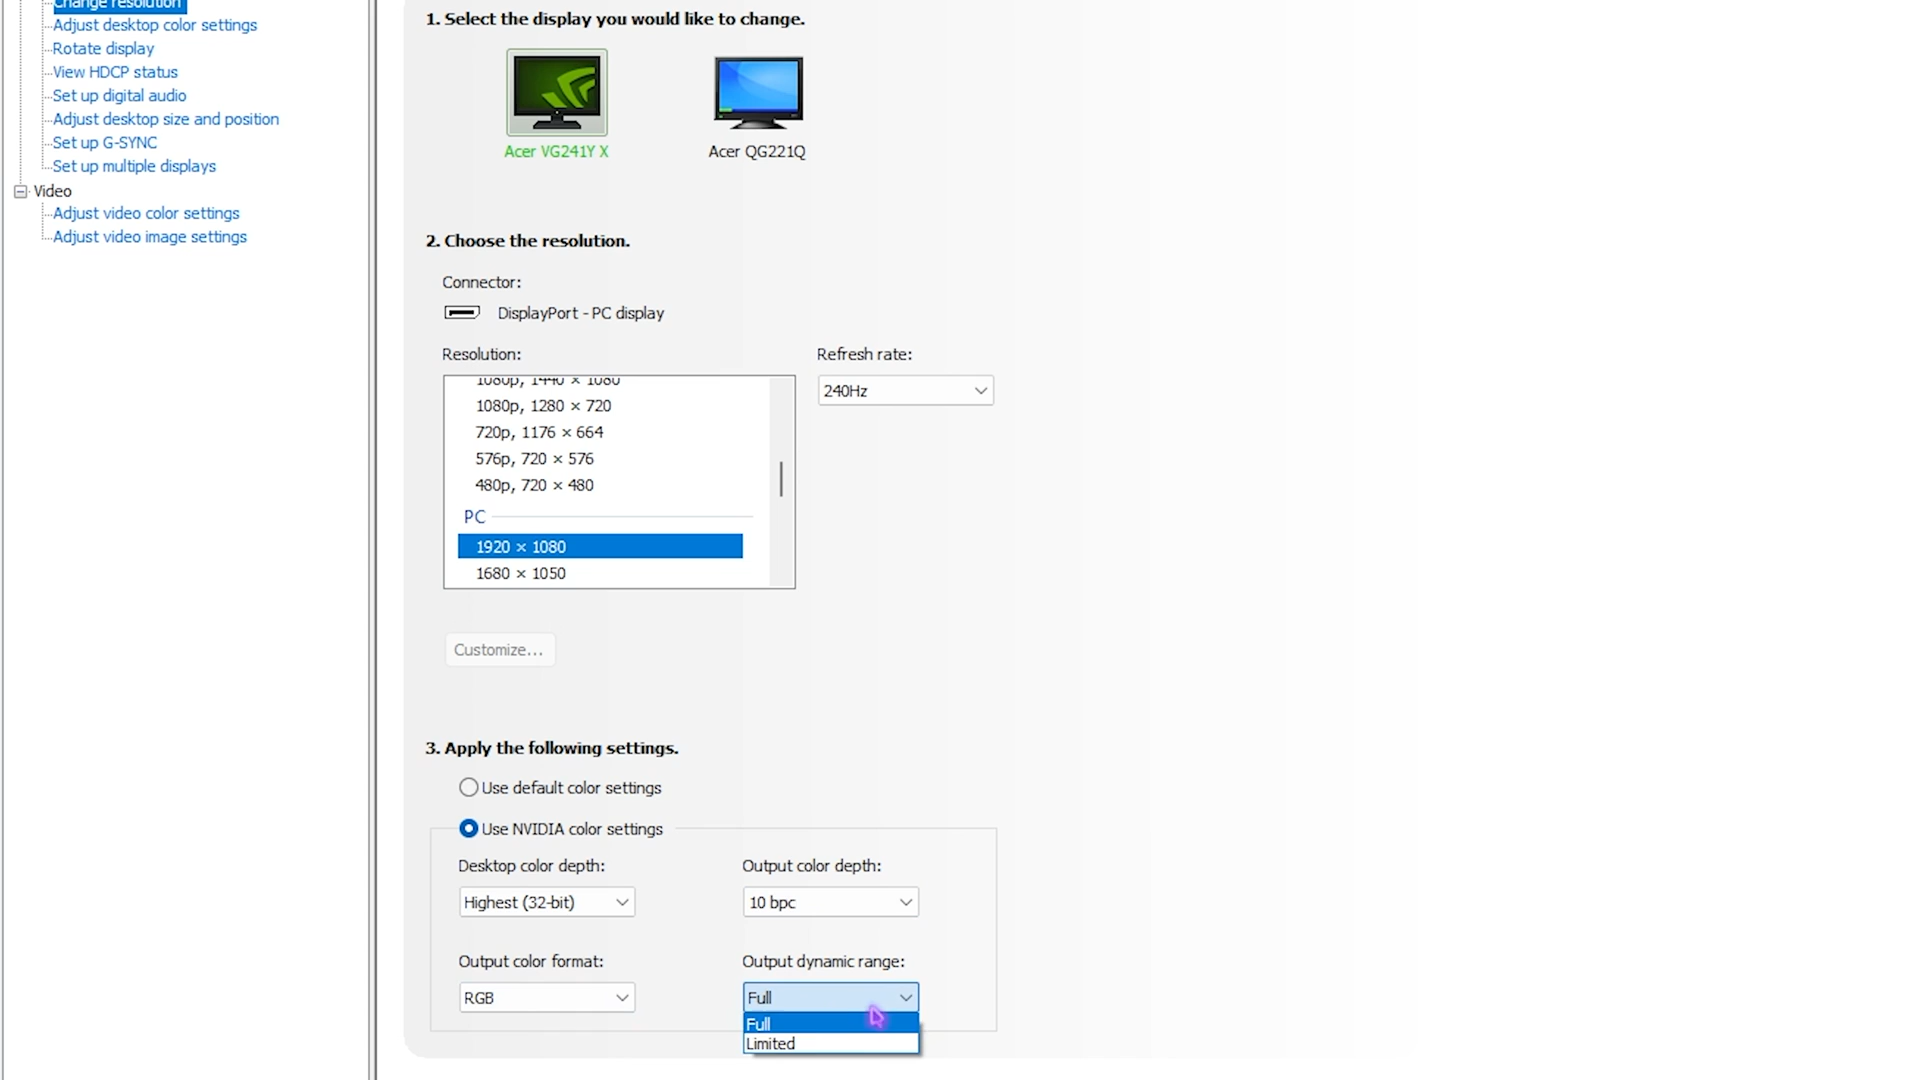 Change resolution
Adjust desktop color settings
Rotate display
View HDCP status
Set up digital audio
Adjust desktop size and position
Set up G-SYNC
Set up multiple displays
Video
Adjust video color settings
Adjust video image settings
1. Select the display you would like to change.
Acer VG241Y X
Acer QG221Q
2. Choose the resolution.
Connector:
DisplayPort - PC display
Resolution:
Refresh rate:
1080p, 1440 × 1080
240Hz
1080p, 1280 × 720
720p, 1176 × 664
576p, 720 × 576
480p, 720 × 480
PC
1920 × 1080
1680 × 1050
Customize...
3. Apply the following settings.
Use default color settings
Use NVIDIA color settings
Desktop color depth:
Output color depth:
Highest (32-bit)
10 bpc
Output color format:
Output dynamic range:
RGB
Full
Full
Limited